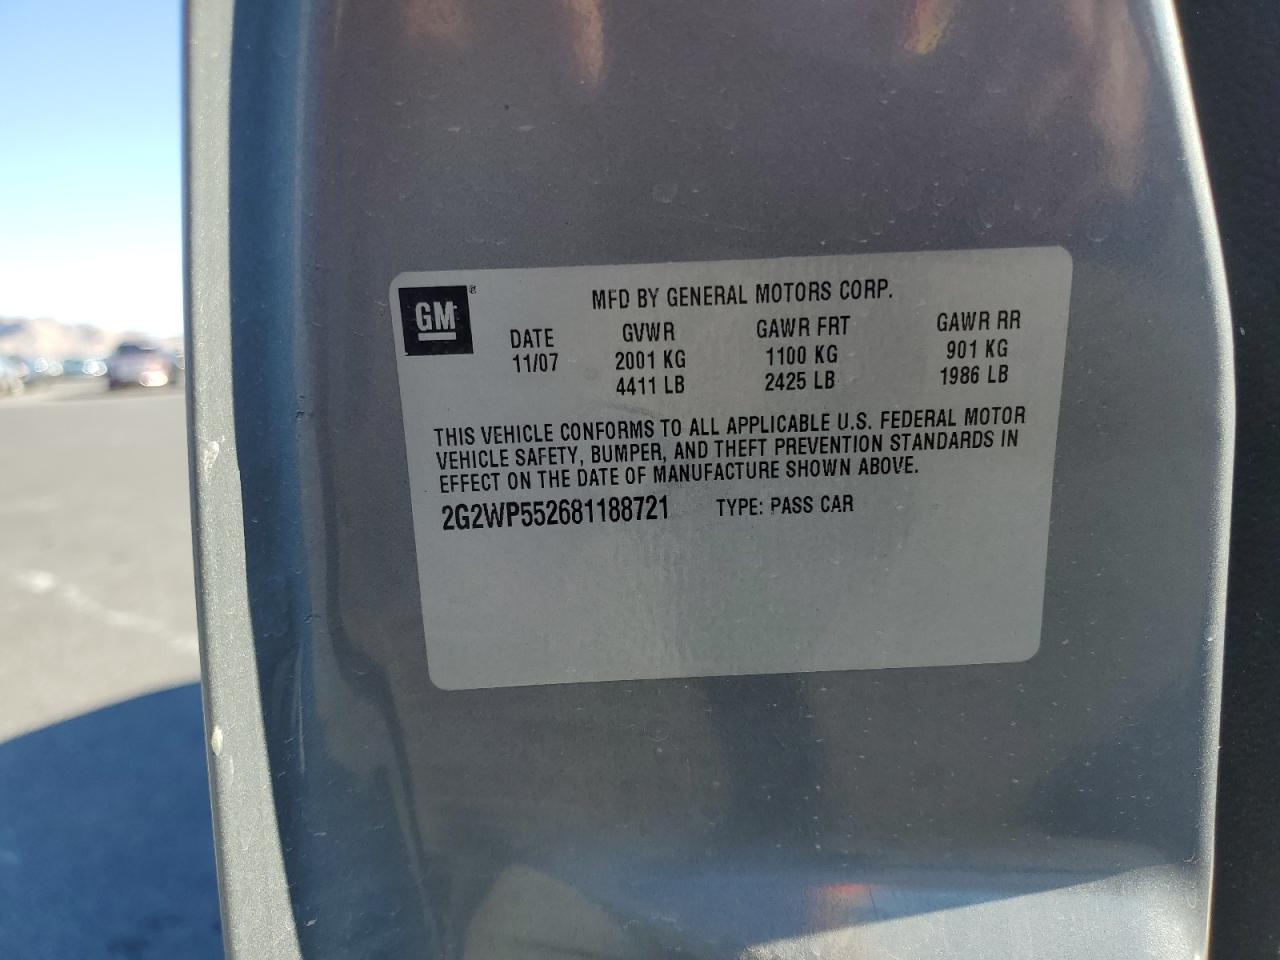 GM®
MFD BY GENERAL MOTORS CORP.
DATE GVWR GAWR FRT GAWR RR
11/07 2001 KG 1100 KG 901 KG
4411 LB 2425 LB 1986 LB
THIS VEHICLE CONFORMS TO ALL APPLICABLE U.S. FEDERAL MOTOR
VEHICLE SAFETY, BUMPER, AND THEFT PREVENTION STANDARDS IN
EFFECT ON THE DATE OF MANUFACTURE SHOWN ABOVE.
2G2WP552681188721 TYPE: PASS CAR